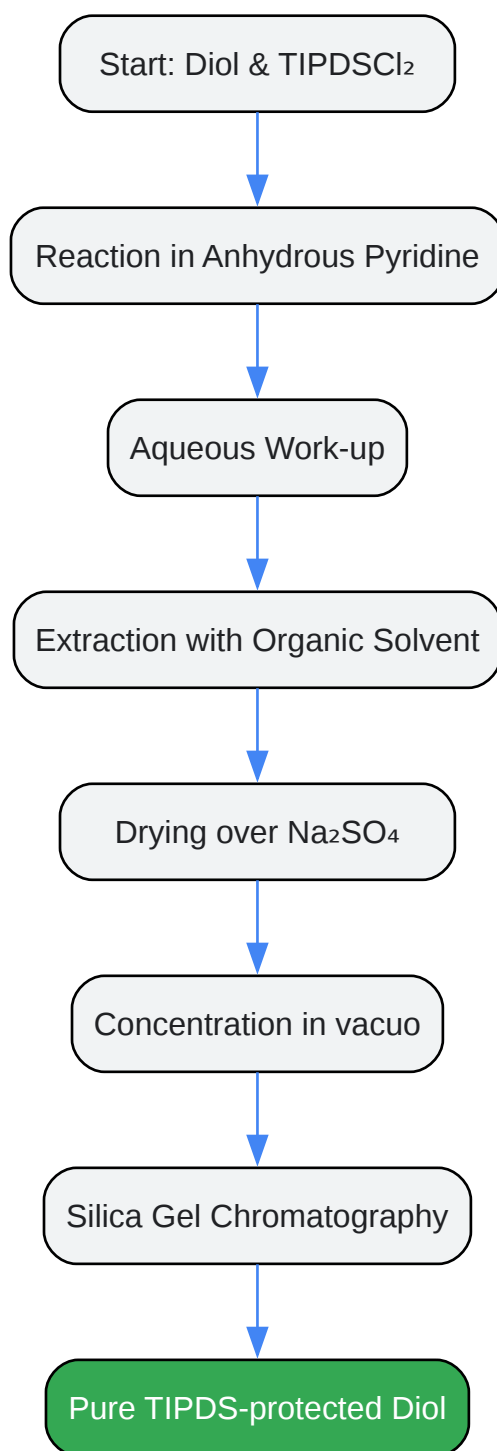 Start: Diol & TIPDSCl₂
Reaction in Anhydrous Pyridine
Aqueous Work-up
Extraction with Organic Solvent
Drying over Na₂SO₄
Concentration in vacuo
Silica Gel Chromatography
Pure TIPDS-protected Diol